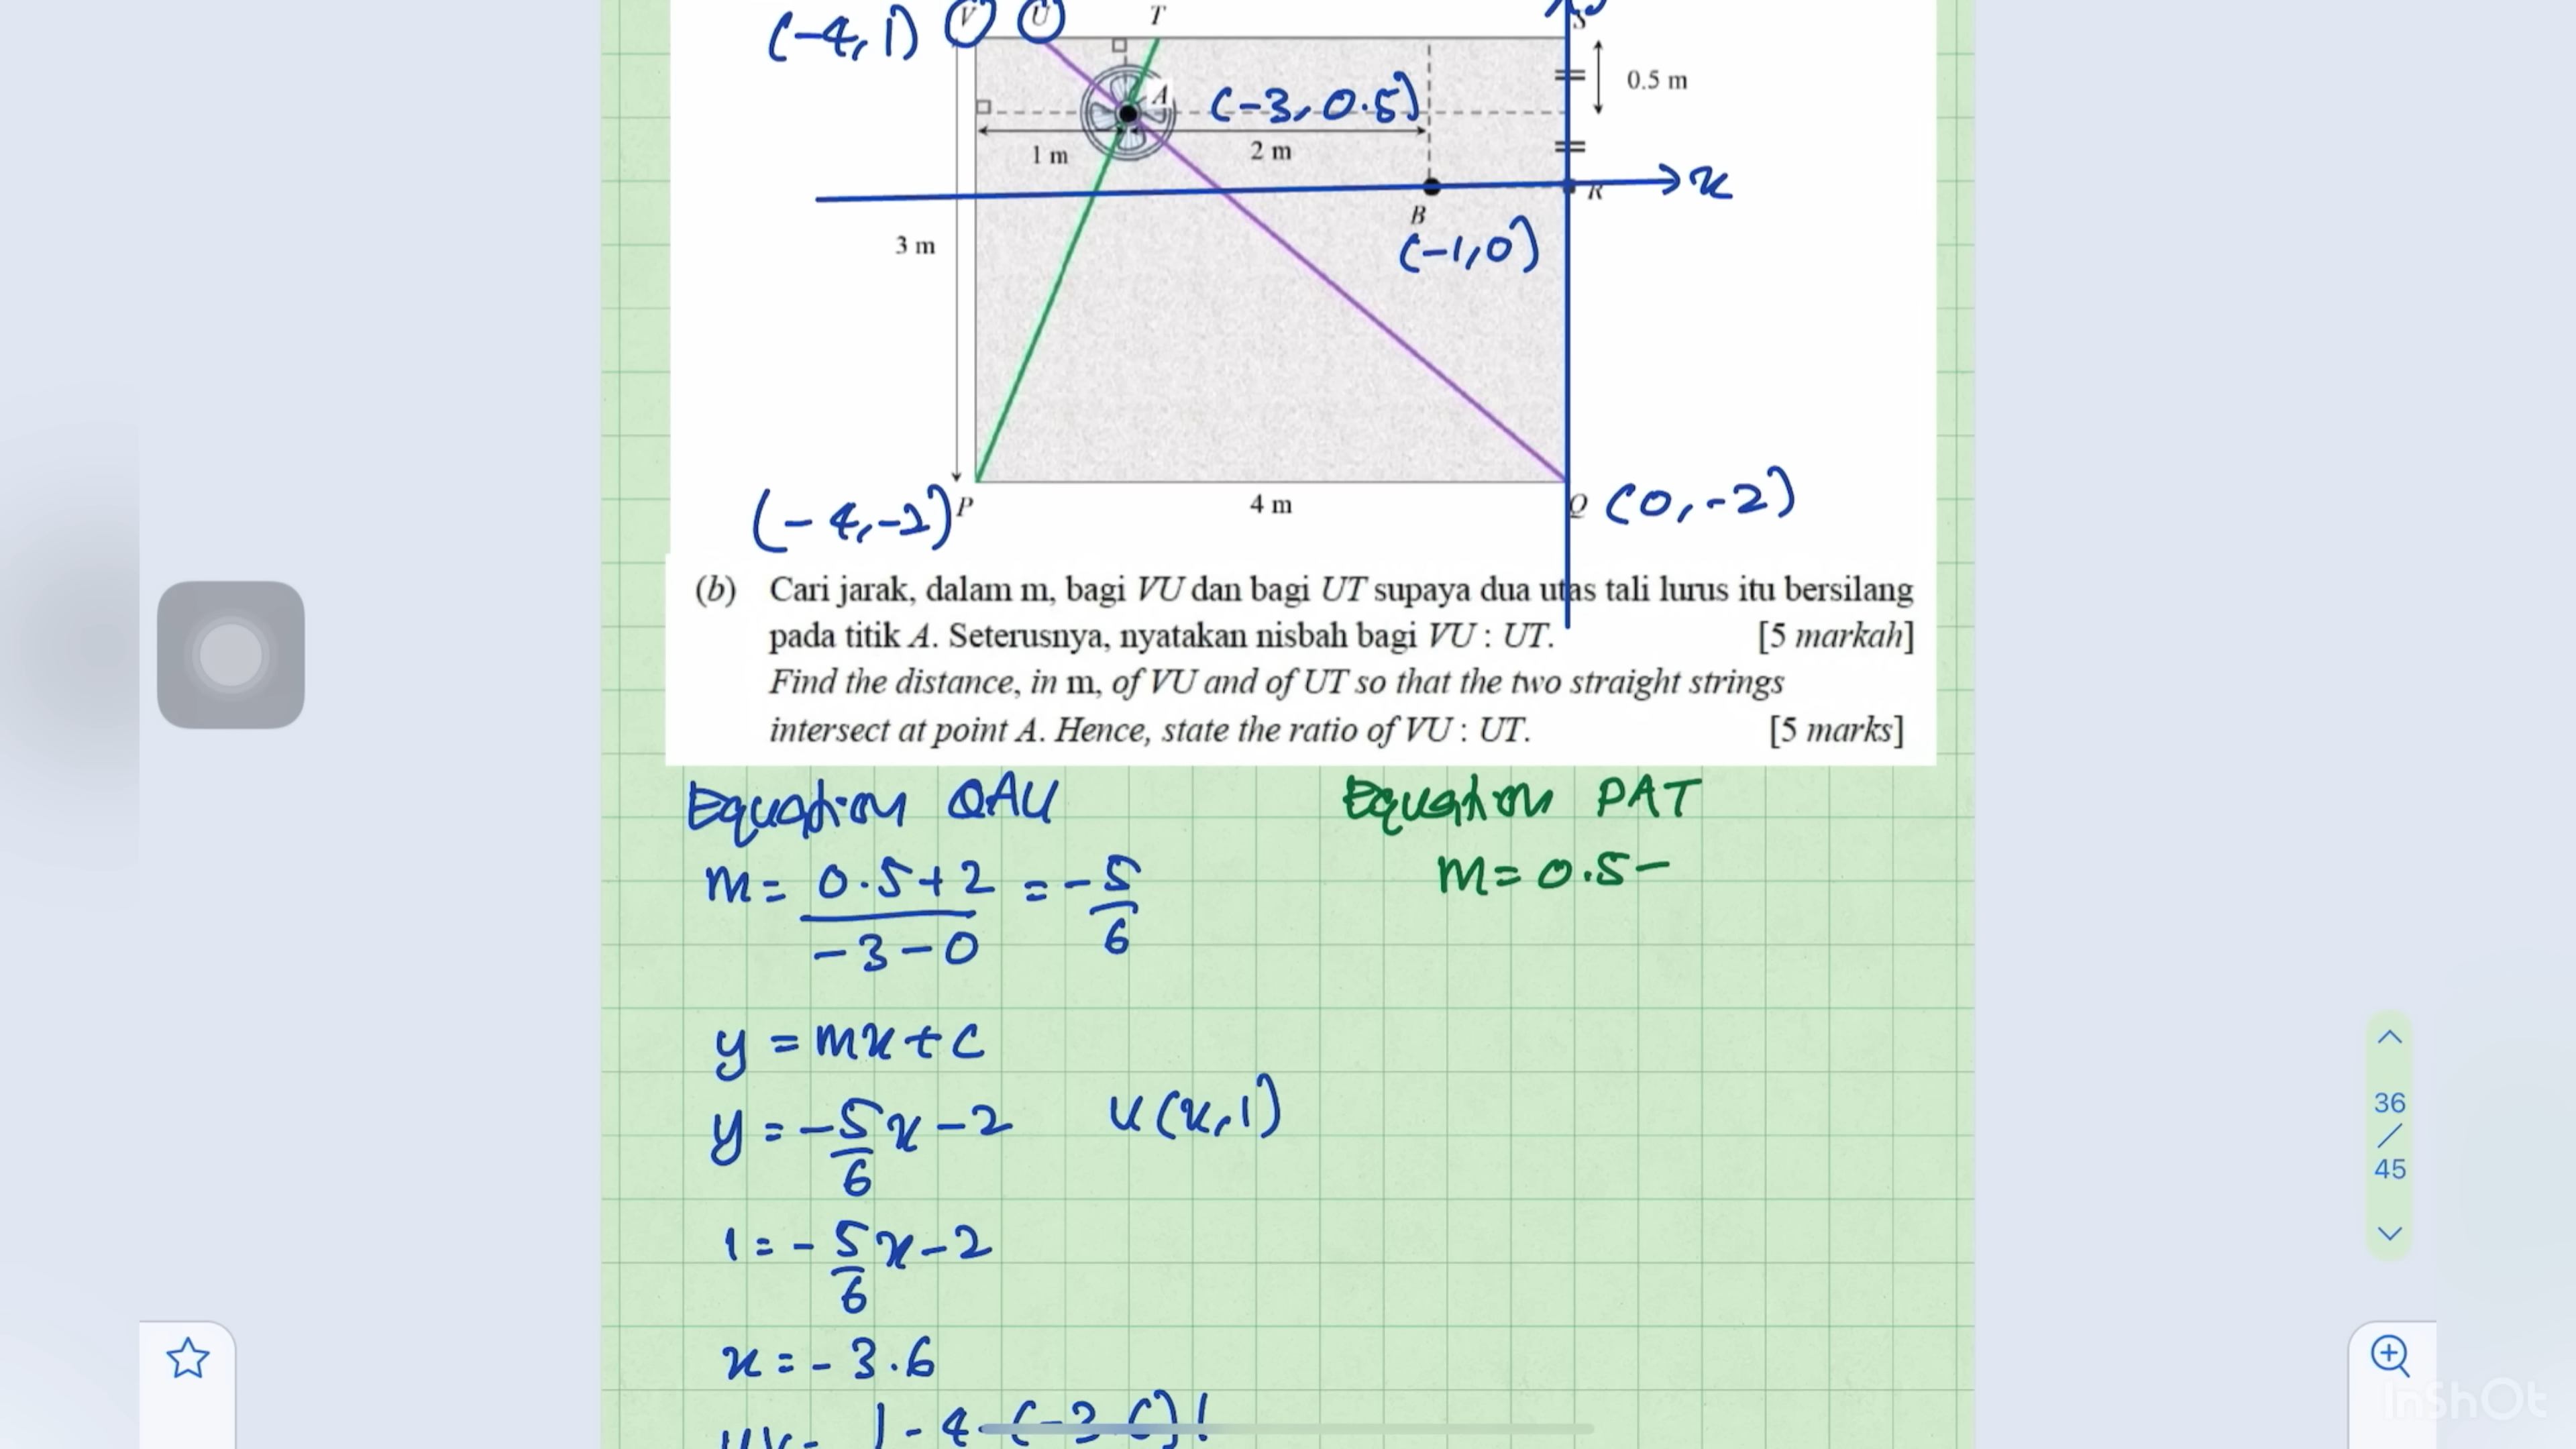 (-4, 1) V U T S
0.5 m
A (-3, 0.5)
1 m 2 m
x
R
B
3 m (-1, 0)
(-4, -2) P 4 m Q (0, -2)
(b) Cari jarak, dalam m, bagi VU dan bagi UT supaya dua utas tali lurus itu bersilang
pada titik A. Seterusnya, nyatakan nisbah bagi VU : UT. [5 markah]
Find the distance, in m, of VU and of UT so that the two straight strings
intersect at point A. Hence, state the ratio of VU : UT. [5 marks]
Equation QAU Equation PAT
m = 0.5+2 / -3-0 = -5/6 m = 0.5-
y = mx + c
y = -5/6 x - 2 U(x, 1)
1 = -5/6 x - 2
x = -3.6
36
/
45
InShOt